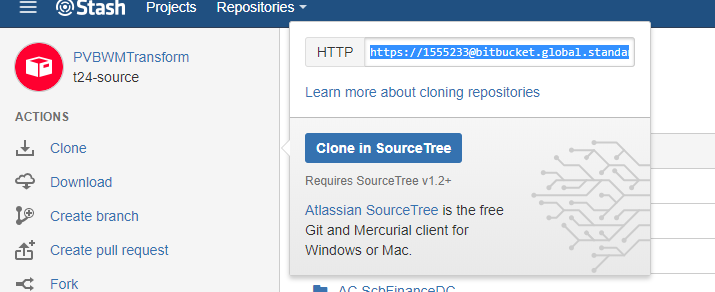 Stash Projects Repositories
PVBWMTransform
t24-source
ACTIONS
Clone
Download
Create branch
Create pull request
Fork
HTTP https://1555233@bitbucket.global.standa
Learn more about cloning repositories
Clone in SourceTree
Requires SourceTree v1.2+
Atlassian SourceTree is the free
Git and Mercurial client for
Windows or Mac.
AC.ScbFinanceDC